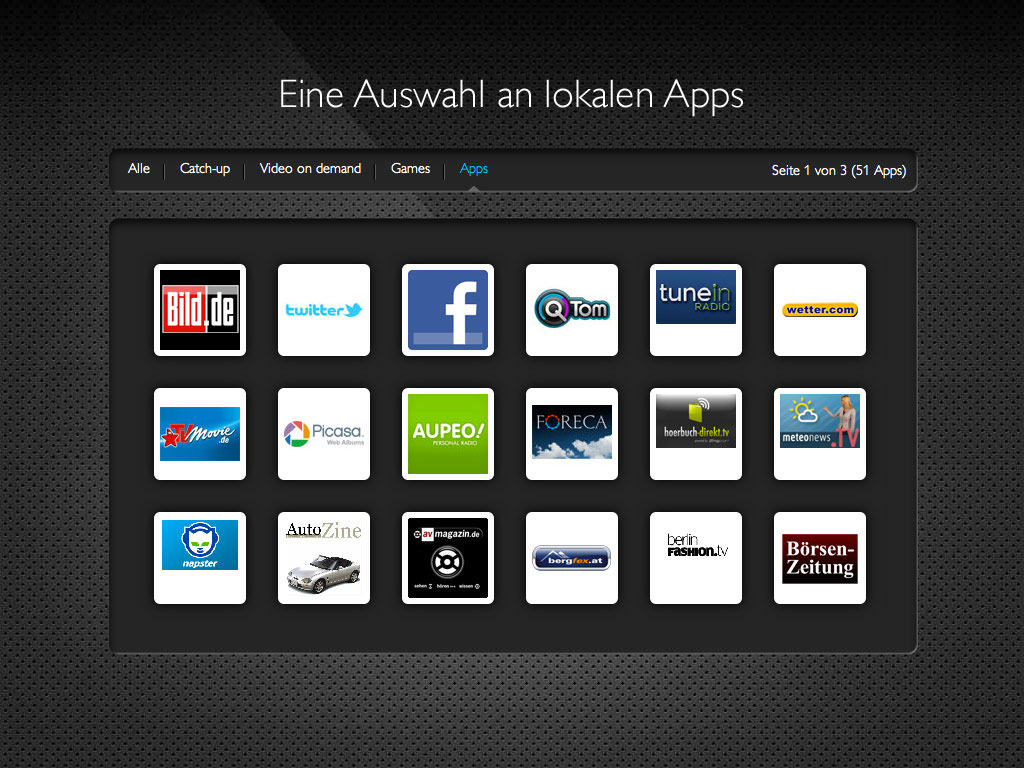 Eine Auswahl an lokalen Apps
Alle
Catch-up
Video on demand
Games
Apps
Seite 1 von 3 (51 Apps)
Bild.de
twitter
f
QTom
tunein
RADIO
wetter.com
TVMovie
.de
Picasa
Web Albums
AUPEO!
PERSONAL RADIO
FORECA
hoerbuch-direkt.tv
meteonews
.TV
napster
AutoZine
av magazin.de
sehen
hören
wissen
bergfex.at
berlin
FASHION.tv
Börsen-
Zeitung